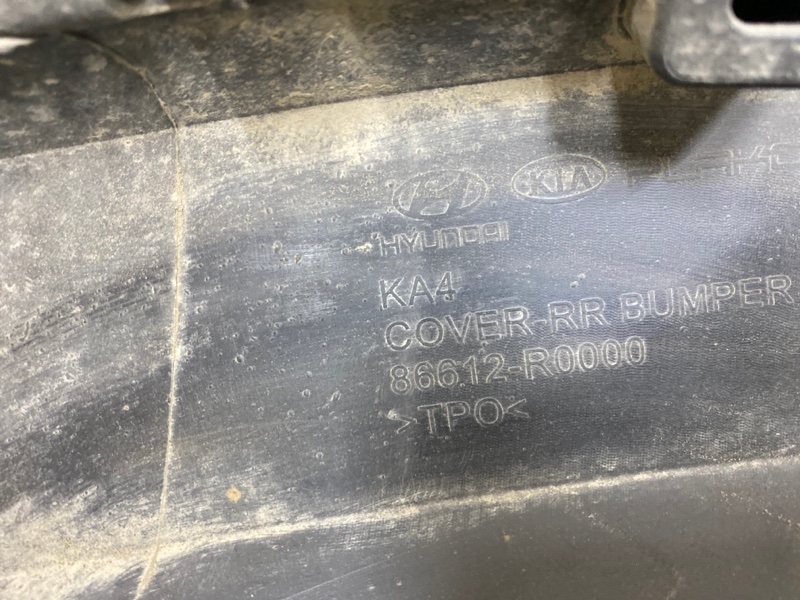 KIA
HYUNDAI
KA4
COVER-RR BUMPER
86612-R0000
>TPO<